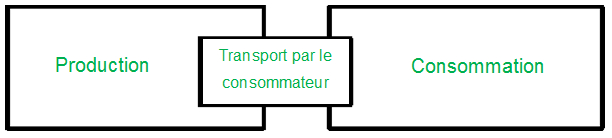 Production
Transport par le
consommateur
Consommation